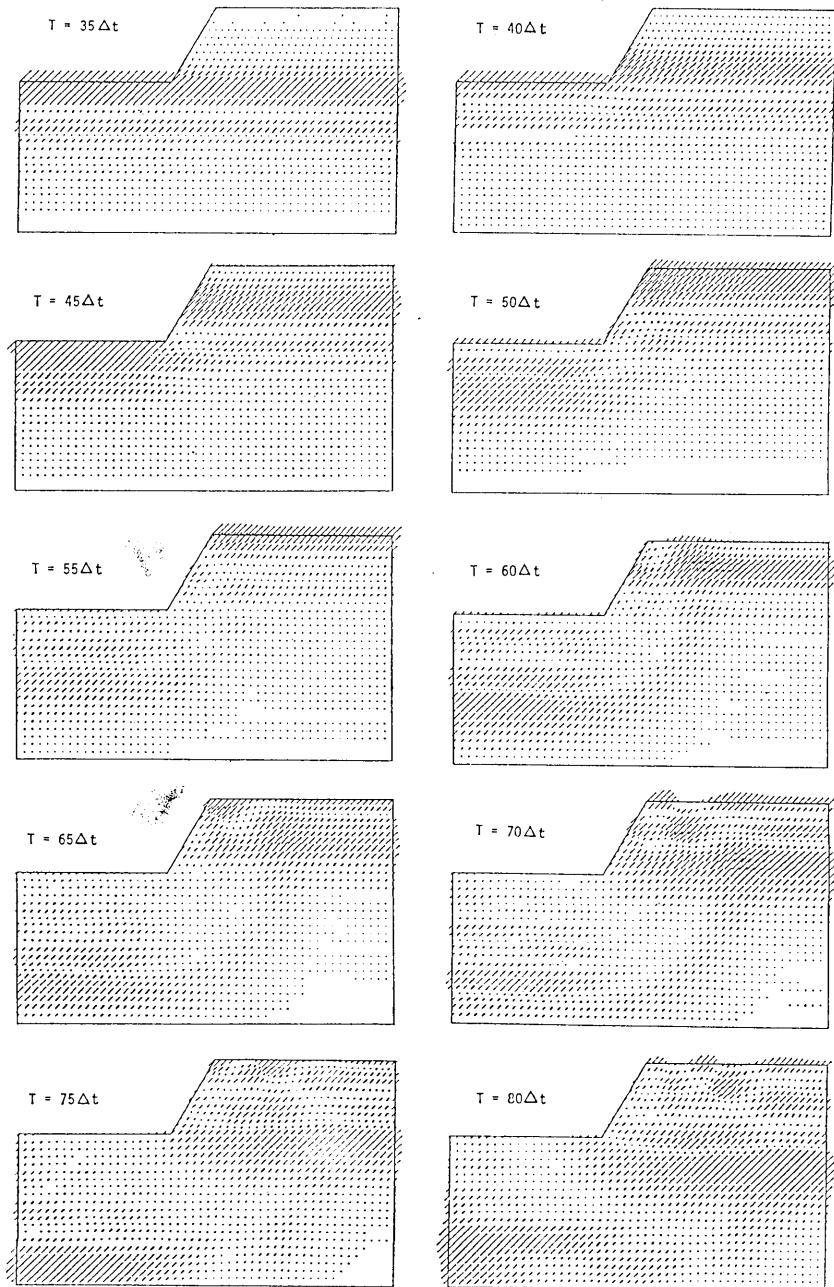 T = 35Δt
T = 40Δt
T = 45Δt
T = 50Δt
T = 55Δt
T = 60Δt
T = 65Δt
T = 70Δt
T = 75Δt
T = 80Δt